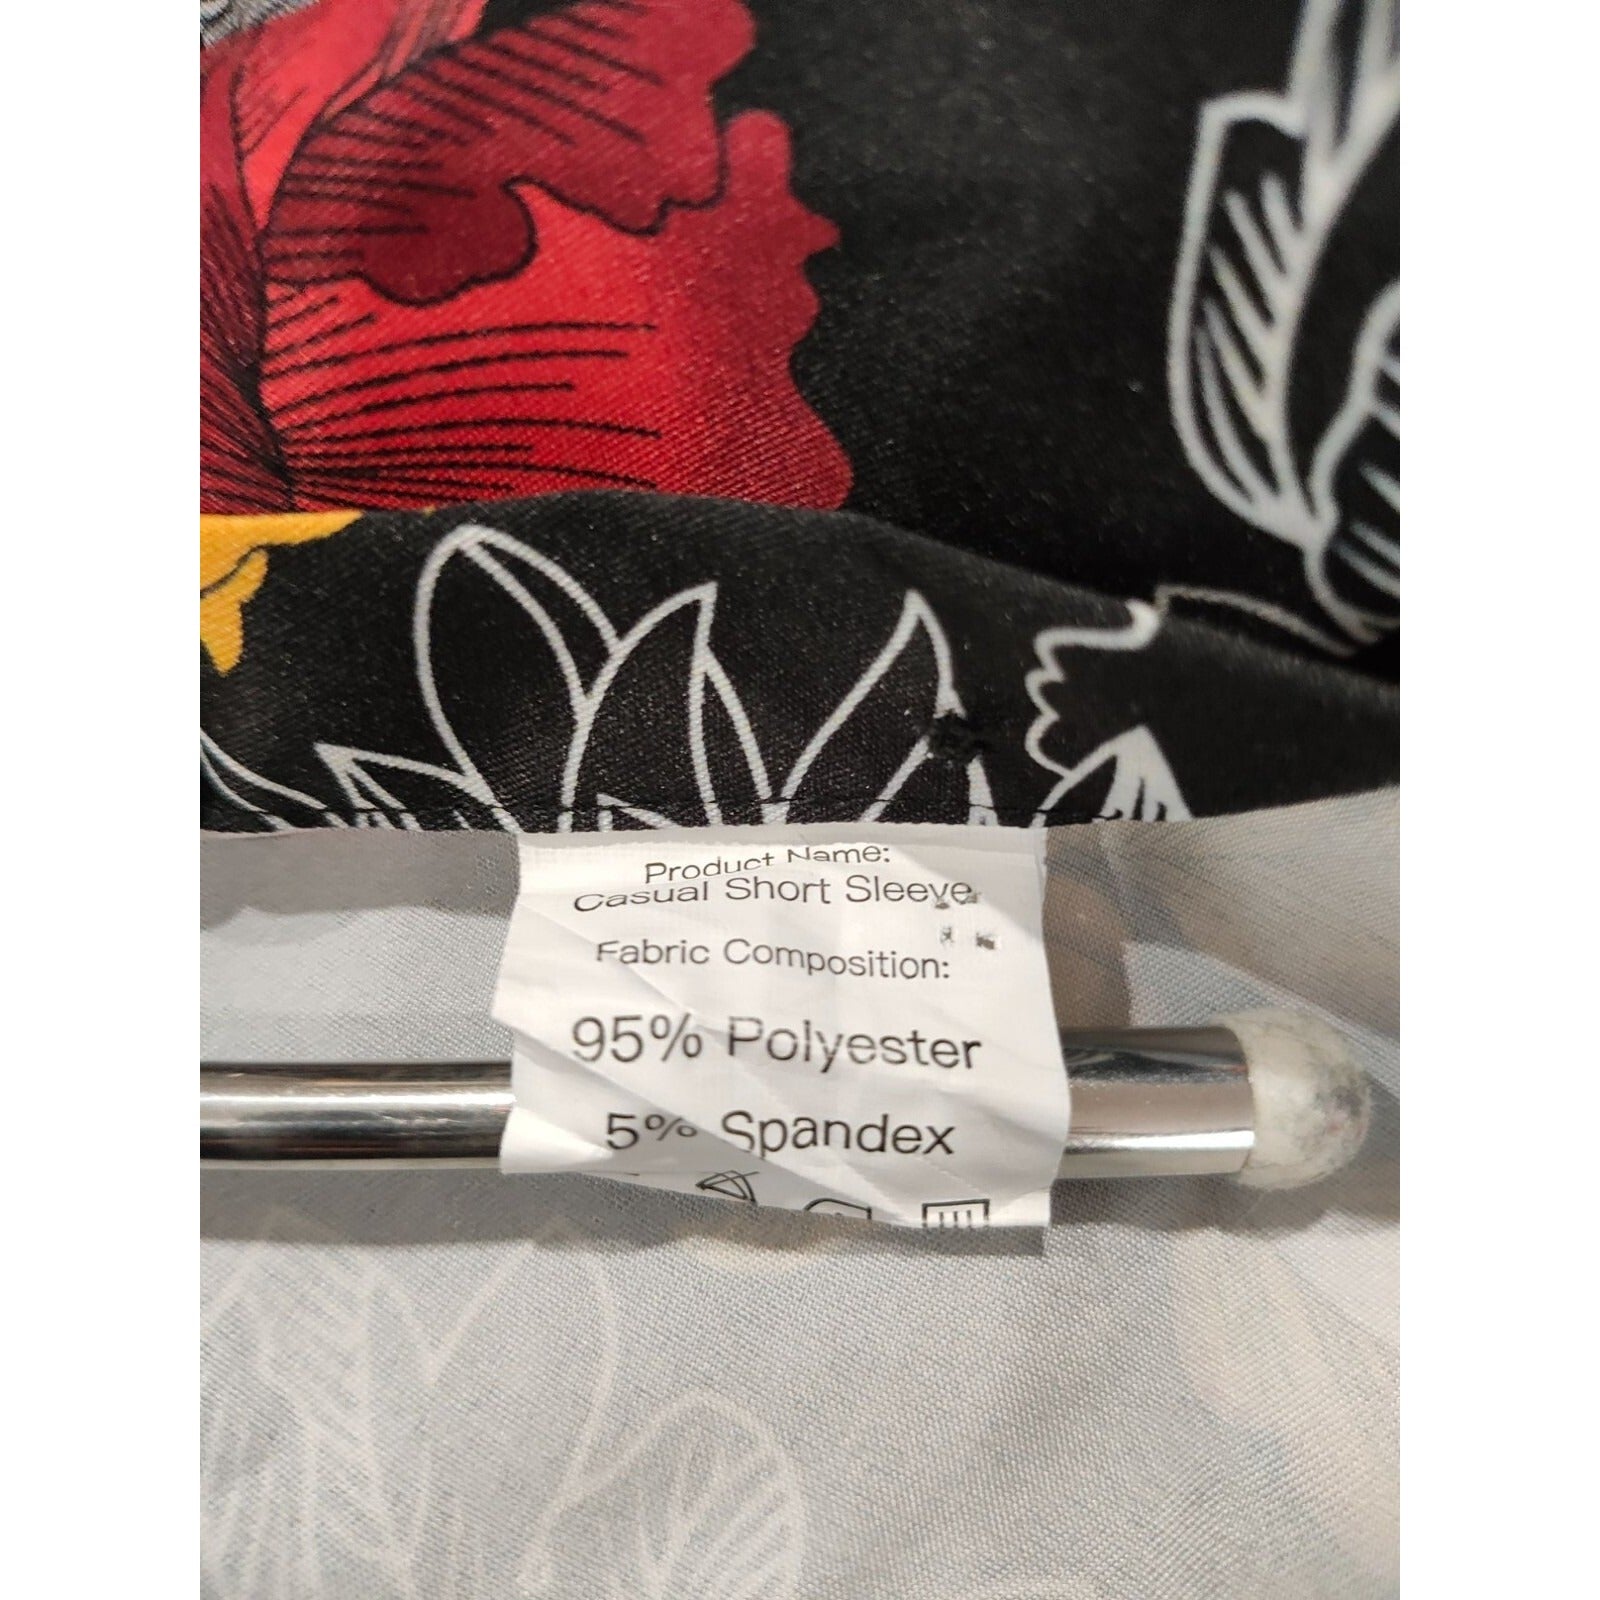 Product Name:
Casual Short Sleeve
Fabric Composition:
95% Polyester
5% Spandex